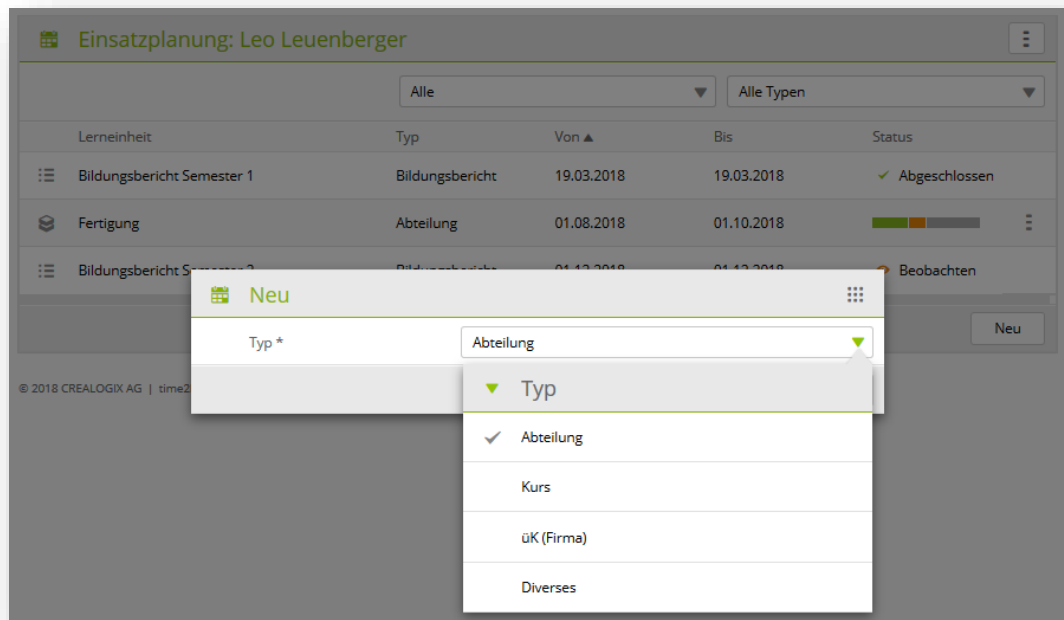 Einsatzplanung: Leo Leuenberger
Alle
Alle Typen
Lerneinheit Typ Von ▲ Bis Status
Bildungsbericht Semester 1 Bildungsbericht 19.03.2018 19.03.2018 Abgeschlossen
Fertigung Abteilung 01.08.2018 01.10.2018
Bildungsbericht Beobachten
Neu
Typ *
Abteilung
Neu
© 2018 CREALOGIX AG |
Typ
Abteilung
Kurs
üK (Firma)
Diverses